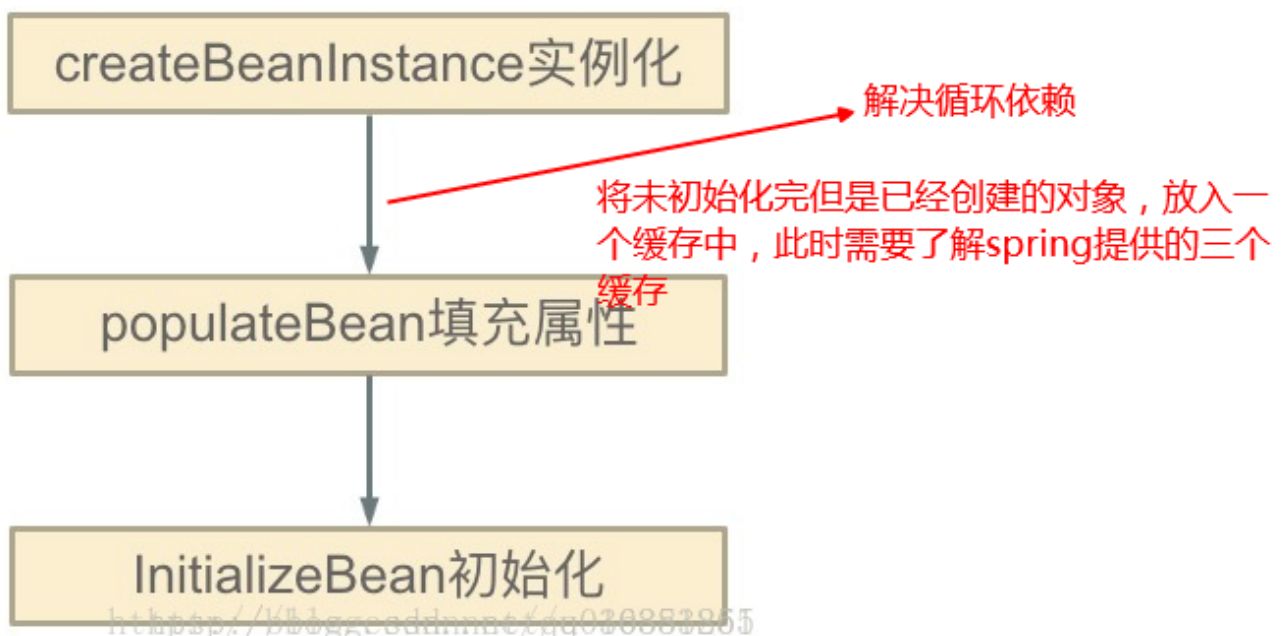 createBeanInstance实例化
解决循环依赖
将未初始化完但是已经创建的对象，放入一
个缓存中，此时需要了解spring提供的三个
缓存
populateBean填充属性
InitializeBean初始化